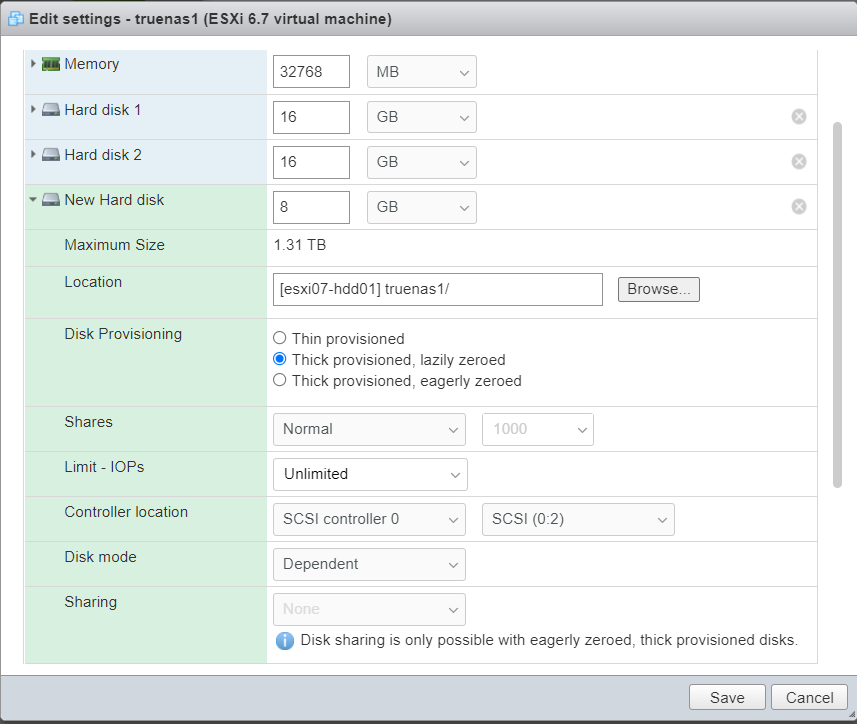 Edit settings - truenas1 (ESXi 6.7 virtual machine)
Memory 32768 MB
Hard disk 1 16 GB
Hard disk 2 16 GB
New Hard disk 8 GB
Maximum Size 1.31 TB
Location [esxi07-hdd01] truenas1/ Browse...
Disk Provisioning Thin provisioned
Thick provisioned, lazily zeroed
Thick provisioned, eagerly zeroed
Shares Normal 1000
Limit - IOPs Unlimited
Controller location SCSI controller 0 SCSI (0:2)
Disk mode Dependent
Sharing None
Disk sharing is only possible with eagerly zeroed, thick provisioned disks.
Save Cancel